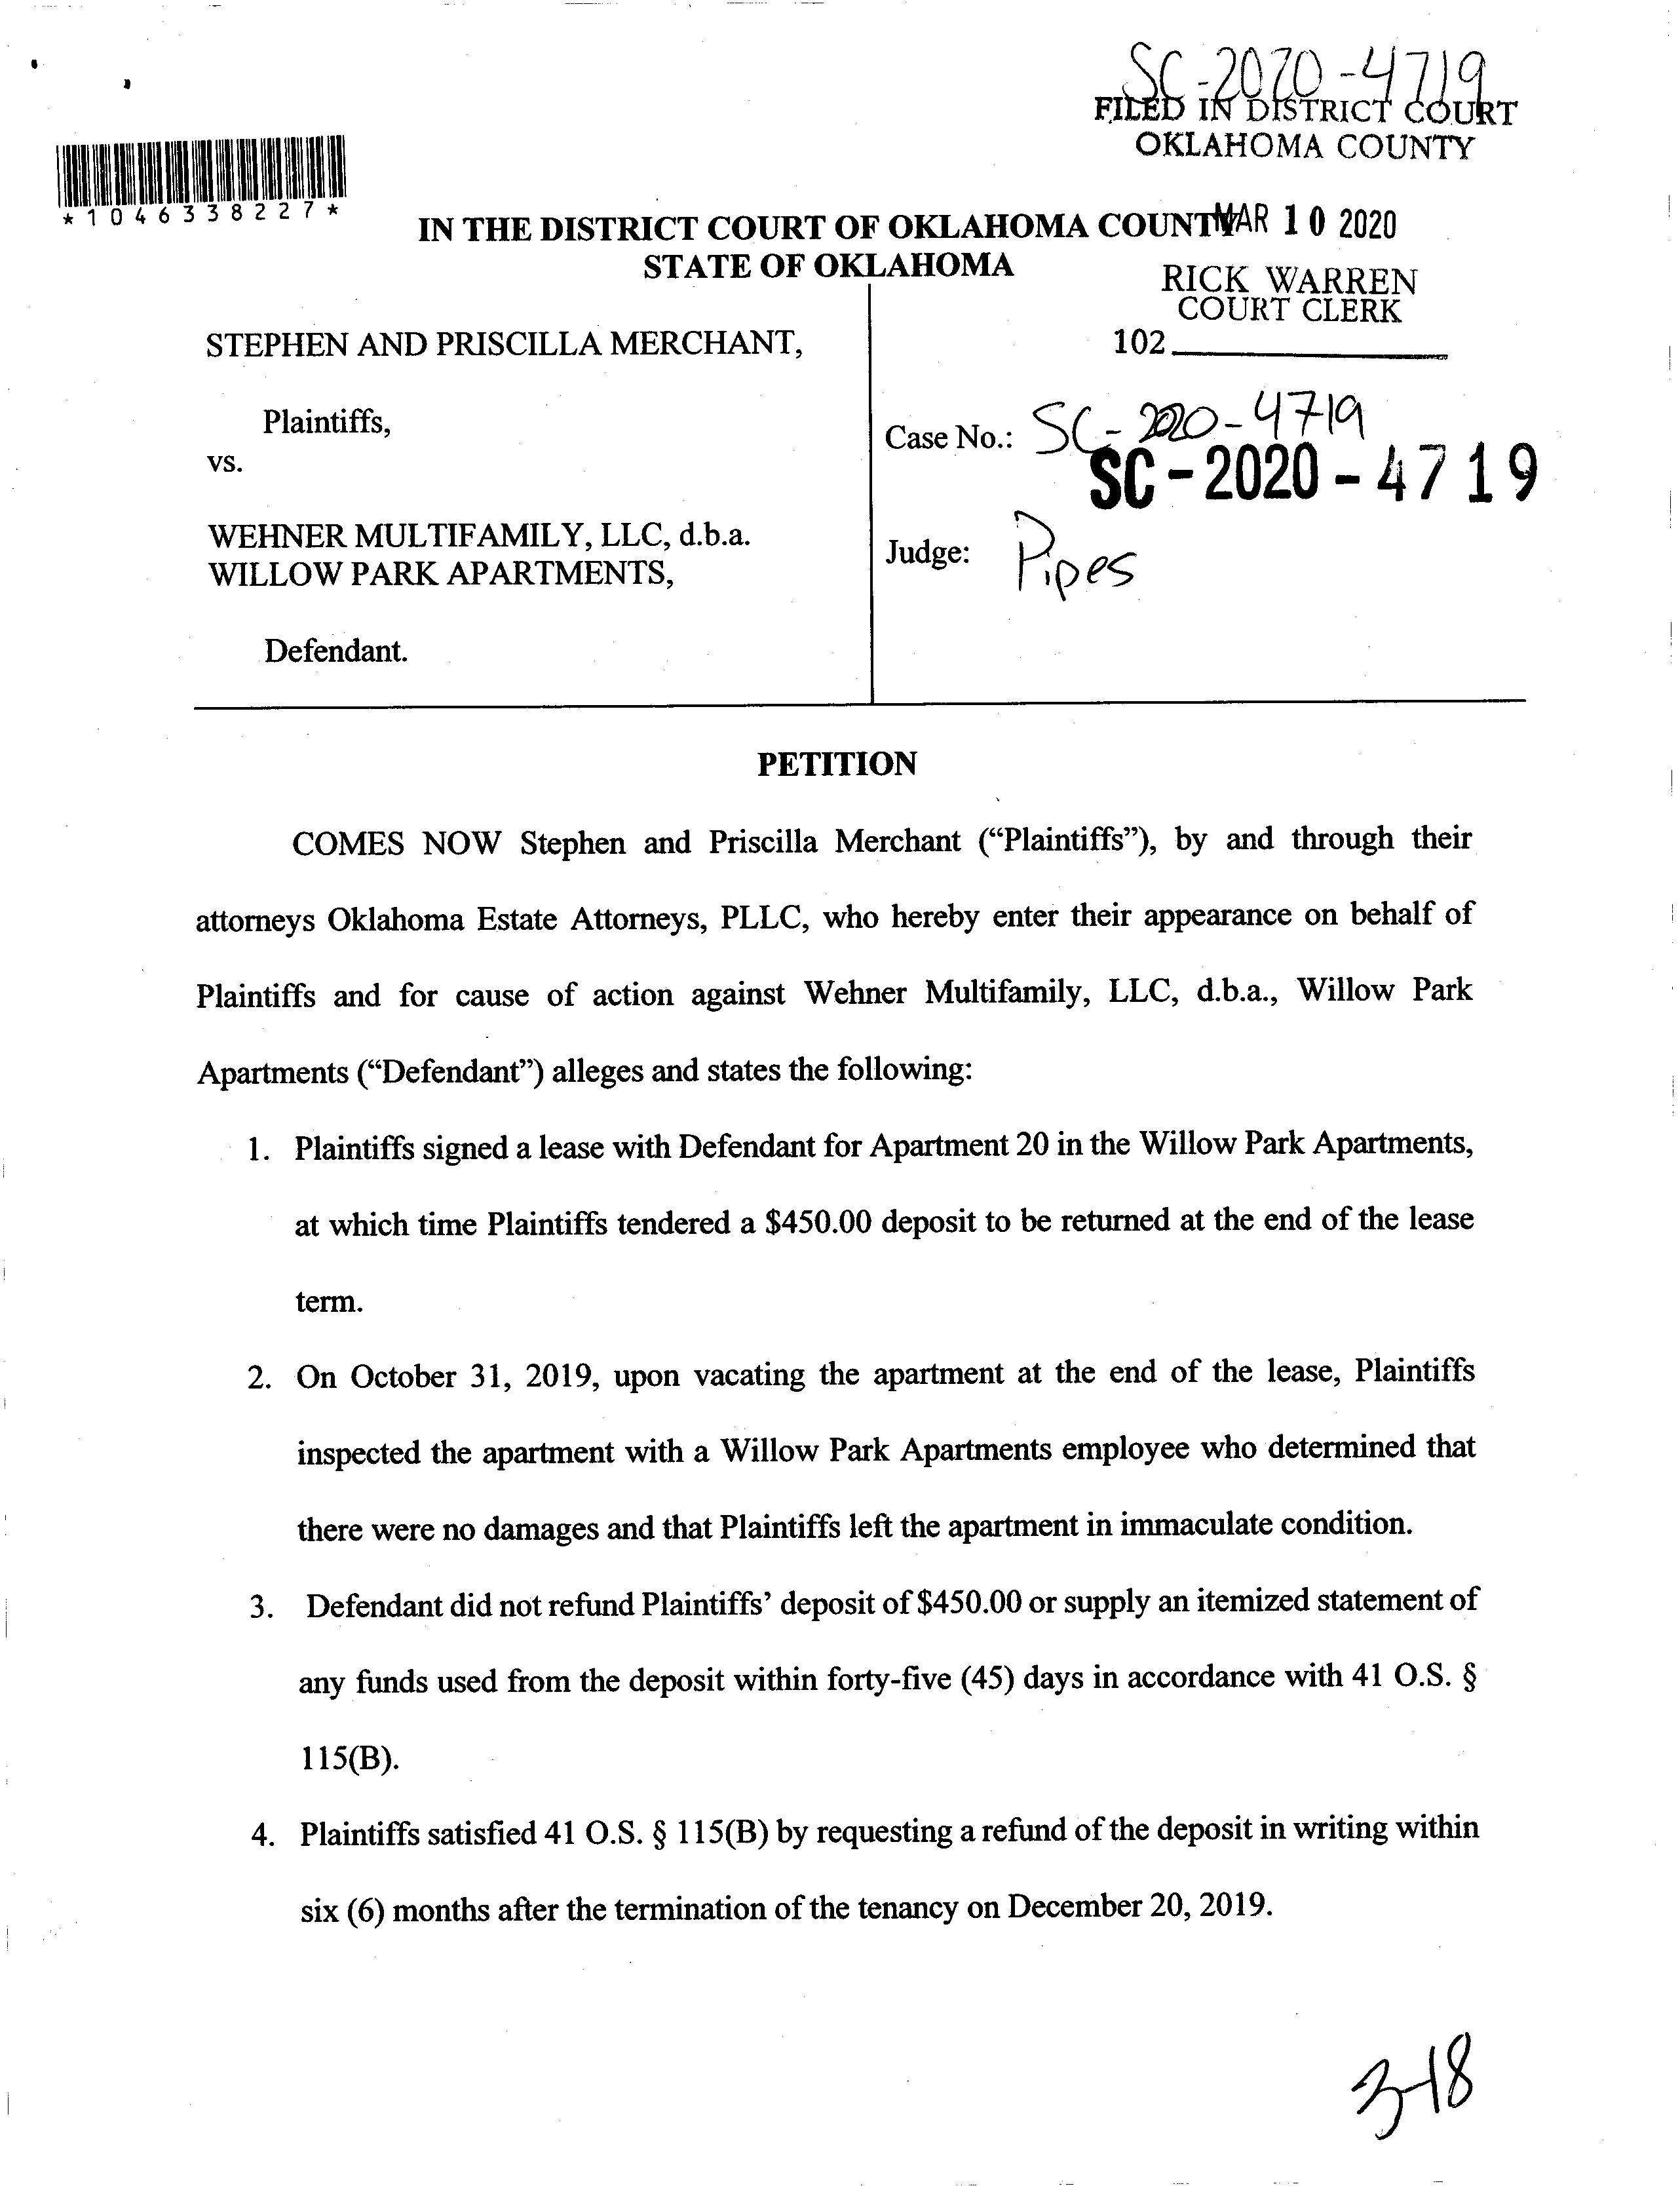 SC-2020-4719
FILED IN DISTRICT COURT
OKLAHOMA COUNTY
*1046338227*
IN THE DISTRICT COURT OF OKLAHOMA COUNTY
MAR 10 2020
STATE OF OKLAHOMA
RICK WARREN
COURT CLERK
102
STEPHEN AND PRISCILLA MERCHANT,
Plaintiffs,
vs.
WEHNER MULTIFAMILY, LLC, d.b.a.
WILLOW PARK APARTMENTS,
Defendant.
Case No.: SC-2020-4719
SC-2020-4719
Judge: Pipes
PETITION
COMES NOW Stephen and Priscilla Merchant (“Plaintiffs”), by and through their
attorneys Oklahoma Estate Attorneys, PLLC, who hereby enter their appearance on behalf of
Plaintiffs and for cause of action against Wehner Multifamily, LLC, d.b.a., Willow Park
Apartments (“Defendant”) alleges and states the following:
1. Plaintiffs signed a lease with Defendant for Apartment 20 in the Willow Park Apartments,
at which time Plaintiffs tendered a $450.00 deposit to be returned at the end of the lease
term.
2. On October 31, 2019, upon vacating the apartment at the end of the lease, Plaintiffs
inspected the apartment with a Willow Park Apartments employee who determined that
there were no damages and that Plaintiffs left the apartment in immaculate condition.
3. Defendant did not refund Plaintiffs’ deposit of $450.00 or supply an itemized statement of
any funds used from the deposit within forty-five (45) days in accordance with 41 O.S. §
115(B).
4. Plaintiffs satisfied 41 O.S. § 115(B) by requesting a refund of the deposit in writing within
six (6) months after the termination of the tenancy on December 20, 2019.
3-18